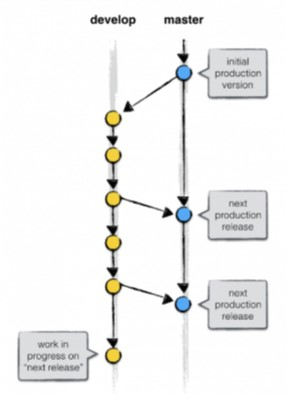 develop
master
initial
production
version
next
production
release
next
production
release
work in
progress on
"next release"